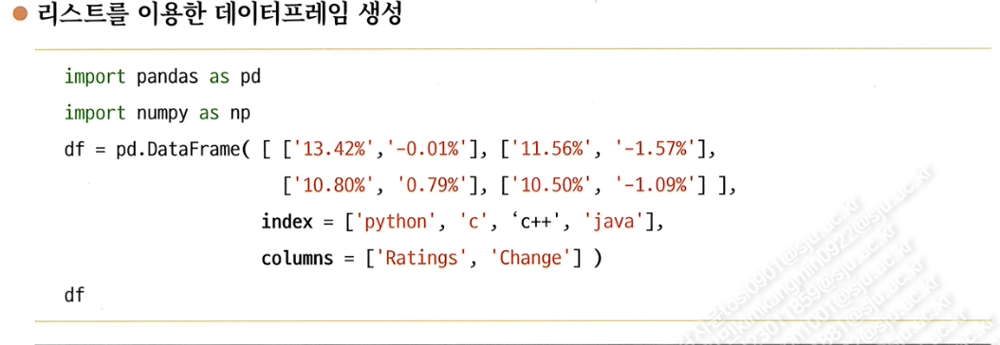 ● 리스트를 이용한 데이터프레임 생성
import pandas as pd
import numpy as np
df = pd.DataFrame( [ ['13.42%','-0.01%'], ['11.56%', '-1.57%'],
['10.80%', '0.79%'], ['10.50%', '-1.09%'] ],
index = ['python', 'c', ‘c++', 'java'],
columns = ['Ratings', 'Change'] )
df